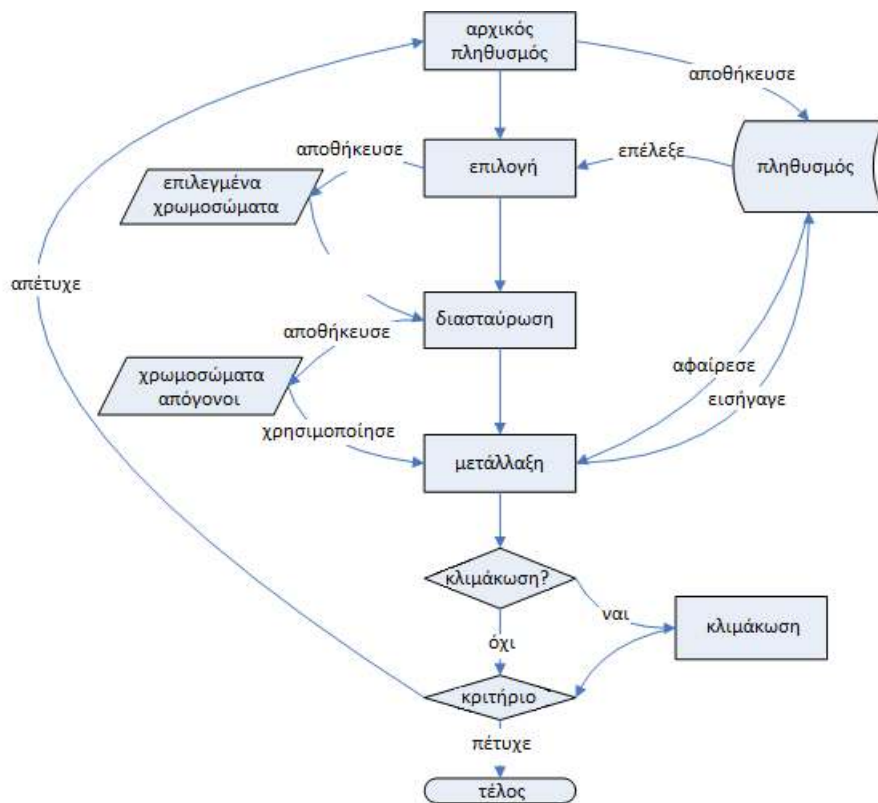 αρχικός
πληθυσμός
αποθήκευσε
αποθήκευσε
επέλεξε
επιλογή
πληθυσμός
επιλεγμένα
χρωμοσώματα
απέτυχε
διασταύρωση
αποθήκευσε
χρωμοσώματα
απόγονοι
αφαίρεσε
εισήγαγε
χρησιμοποίησε
μετάλλαξη
κλιμάκωση?
ναι
κλιμάκωση
όχι
κριτήριο
πέτυχε
τέλος